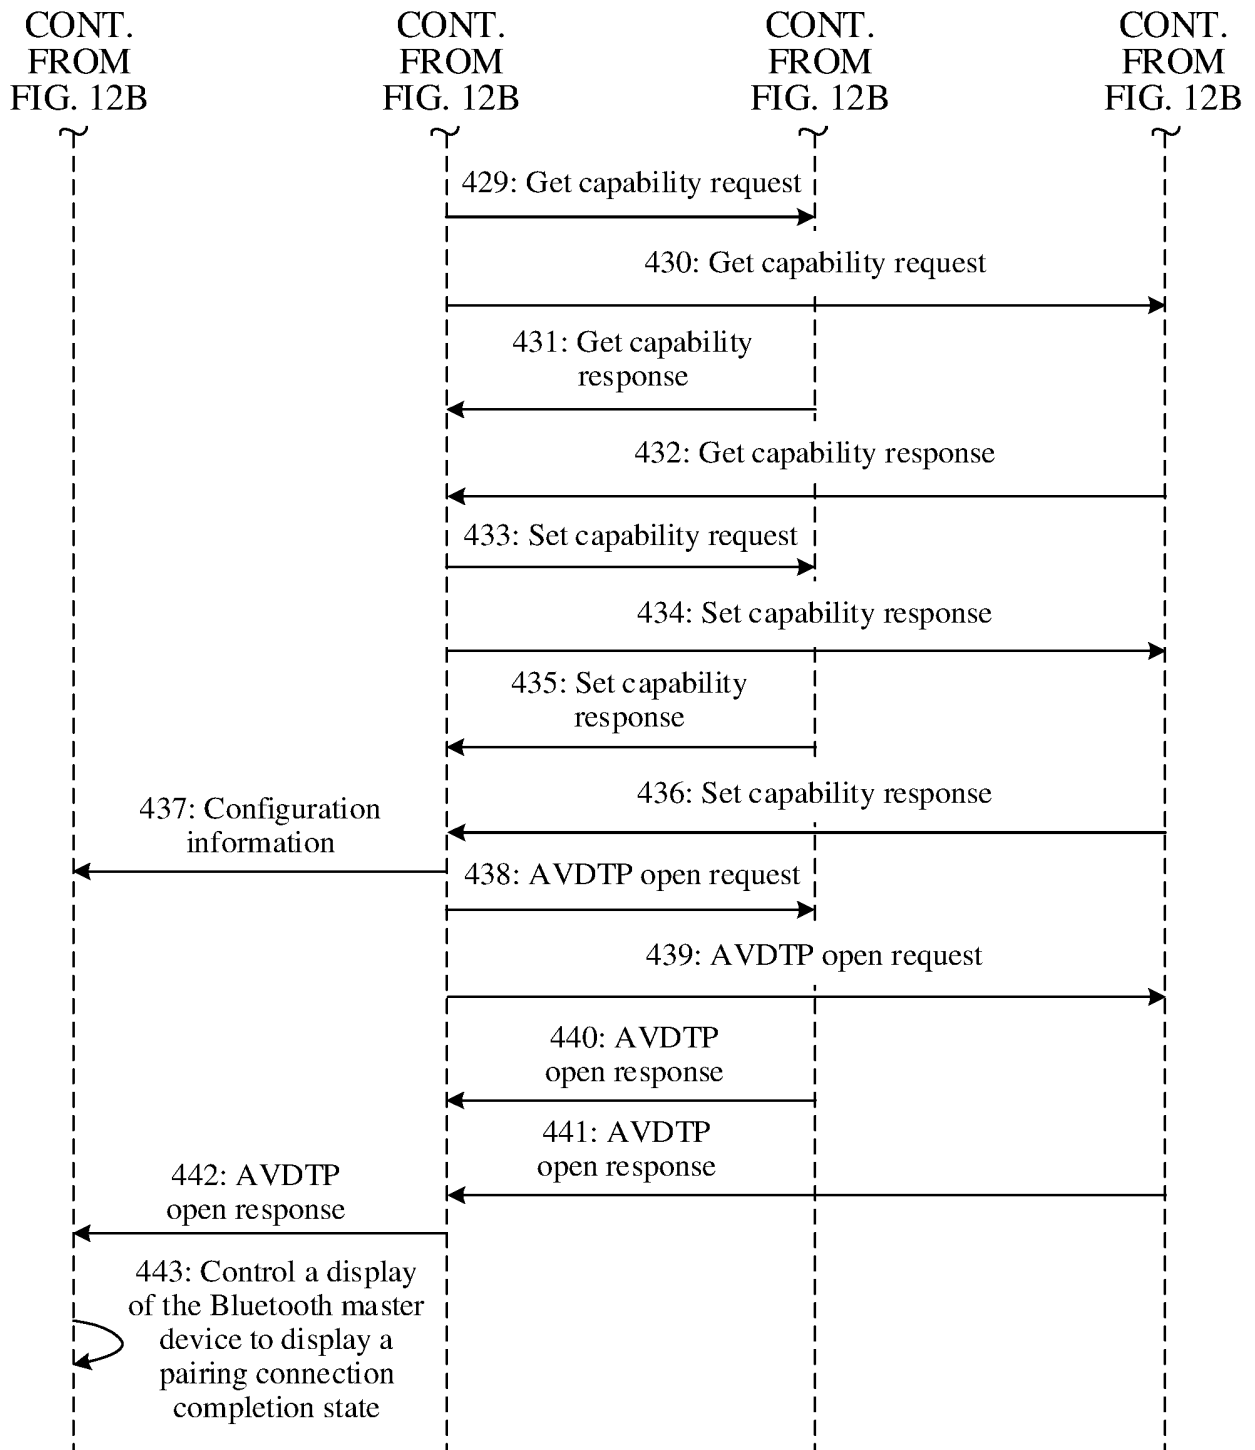 CONT.
FROM
FIG. 12B
CONT.
FROM
FIG. 12B
CONT.
FROM
FIG. 12B
CONT.
FROM
FIG. 12B
429: Get capability request
430: Get capability request
431: Get capability
response
432: Get capability response
433: Set capability request
434: Set capability response
435: Set capability
response
436: Set capability response
437: Configuration
information
438: AVDTP open request
439: AVDTP open request
440: AVDTP
open response
441: AVDTP
open response
442: AVDTP
open response
443: Control a display
of the Bluetooth master
device to display a
pairing connection
completion state